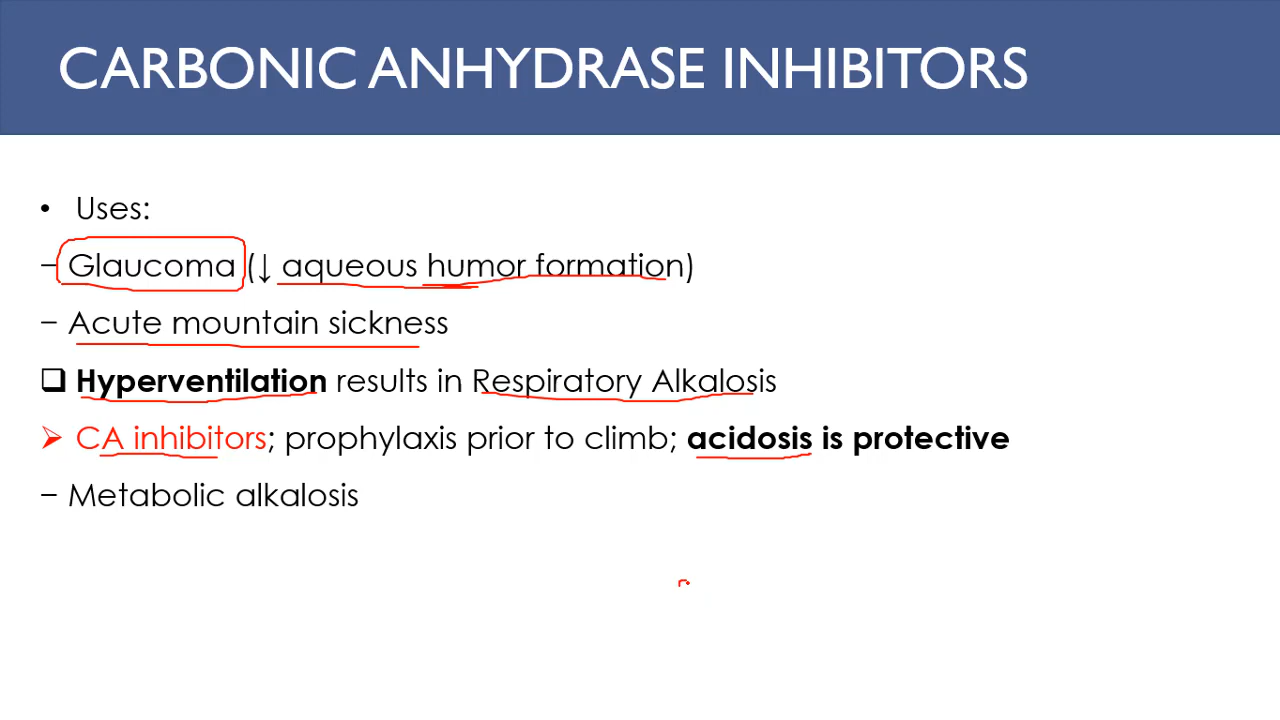 CARBONIC ANHYDRASE INHIBITORS
• Uses:
− Glaucoma (↓ aqueous humor formation)
− Acute mountain sickness
❑ Hyperventilation results in Respiratory Alkalosis
➢ CA inhibitors; prophylaxis prior to climb; acidosis is protective
− Metabolic alkalosis